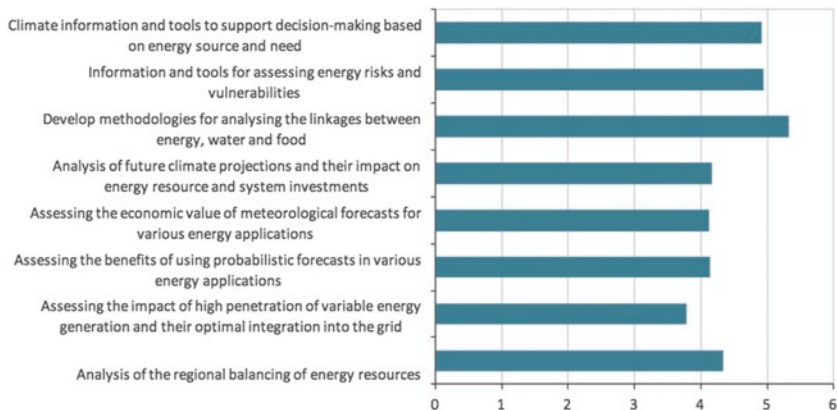 Climate information and tools to support decision-making based
on energy source and need
Information and tools for assessing energy risks and
vulnerabilities
Develop methodologies for analysing the linkages between
energy, water and food
Analysis of future climate projections and their impact on
energy resource and system investments
Assessing the economic value of meteorological forecasts for
various energy applications
Assessing the benefits of using probabilistic forecasts in various
energy applications
Assessing the impact of high penetration of variable energy
generation and their optimal integration into the grid
Analysis of the regional balancing of energy resources
0 1 2 3 4 5 6